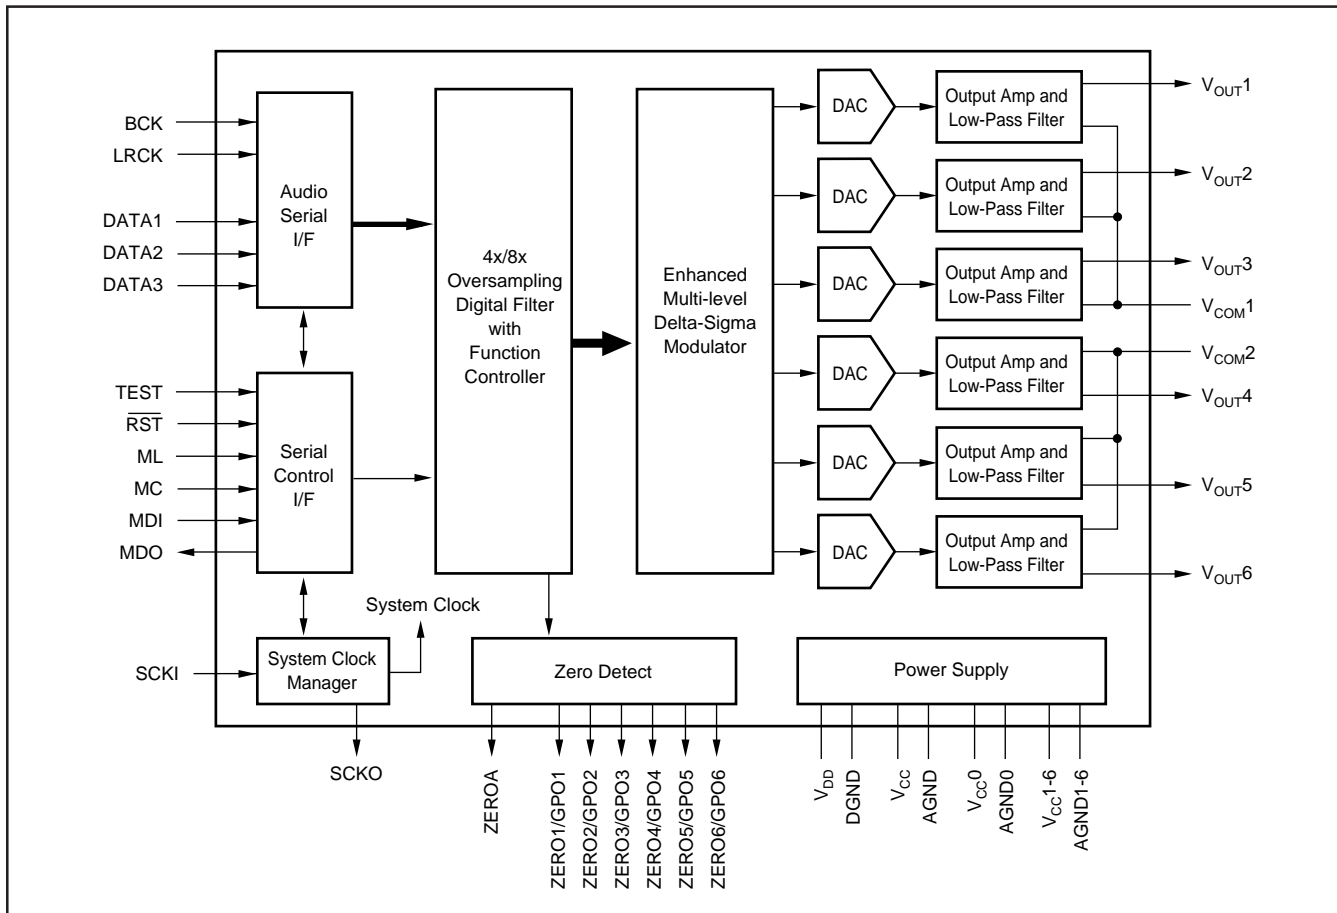 BCK
LRCK
DATA1
DATA2
DATA3
TEST
RST
ML
MC
MDI
MDO
SCKI
Audio
Serial
I/F
Serial
Control
I/F
System Clock
Manager
System Clock
SCKO
4x/8x
Oversampling
Digital Filter
with
Function
Controller
Enhanced
Multi-level
Delta-Sigma
Modulator
DAC
Output Amp and
Low-Pass Filter
DAC
Output Amp and
Low-Pass Filter
DAC
Output Amp and
Low-Pass Filter
DAC
Output Amp and
Low-Pass Filter
DAC
Output Amp and
Low-Pass Filter
DAC
Output Amp and
Low-Pass Filter
VOUT1
VOUT2
VOUT3
VCOM1
VCOM2
VOUT4
VOUT5
VOUT6
Zero Detect
ZEROA
ZERO1/GPO1
ZERO2/GPO2
ZERO3/GPO3
ZERO4/GPO4
ZERO5/GPO5
ZERO6/GPO6
Power Supply
VDD
DGND
VCC
AGND
VCC0
AGND0
VCC1-6
AGND1-6